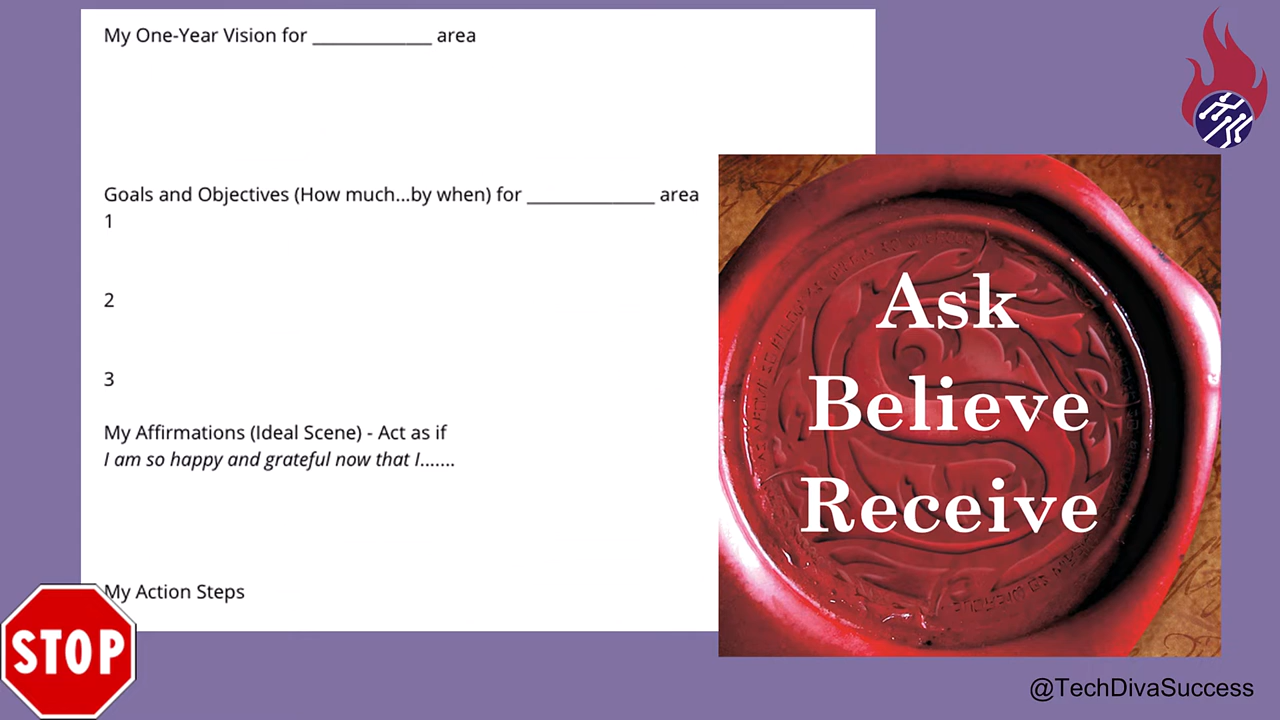 My One-Year Vision for ______________ area
Goals and Objectives (How much...by when) for _______________ area
1
2
3
My Affirmations (Ideal Scene) - Act as if
I am so happy and grateful now that I.......
My Action Steps
Ask
Believe
Receive
STOP
@TechDivaSuccess